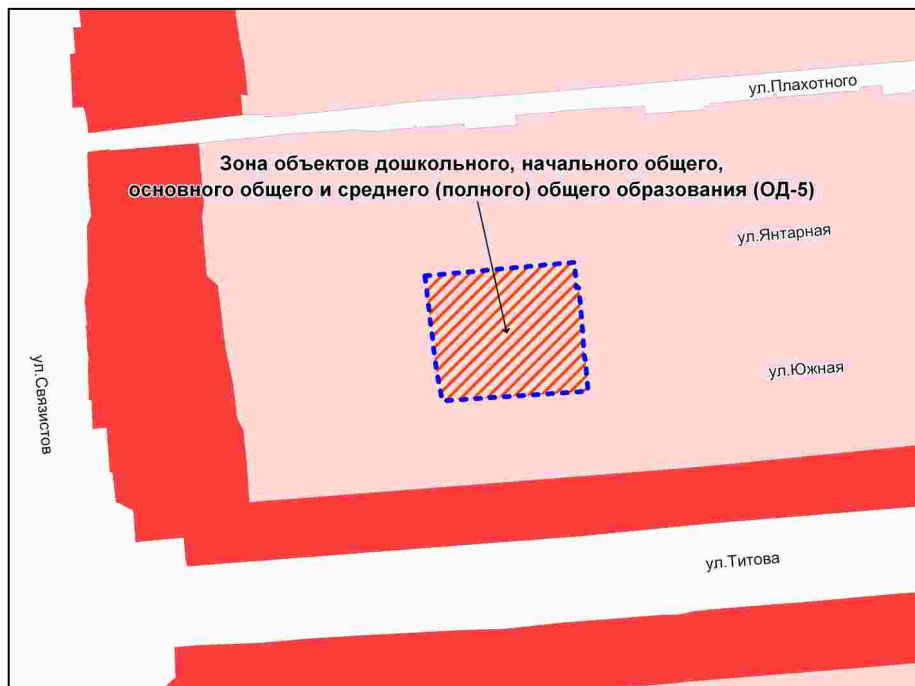 ул.Плахотного
Зона объектов дошкольного, начального общего,
основного общего и среднего (полного) общего образования (ОД-5)
ул.Янтарная
ул.Связистов
ул.Южная
ул.Титова